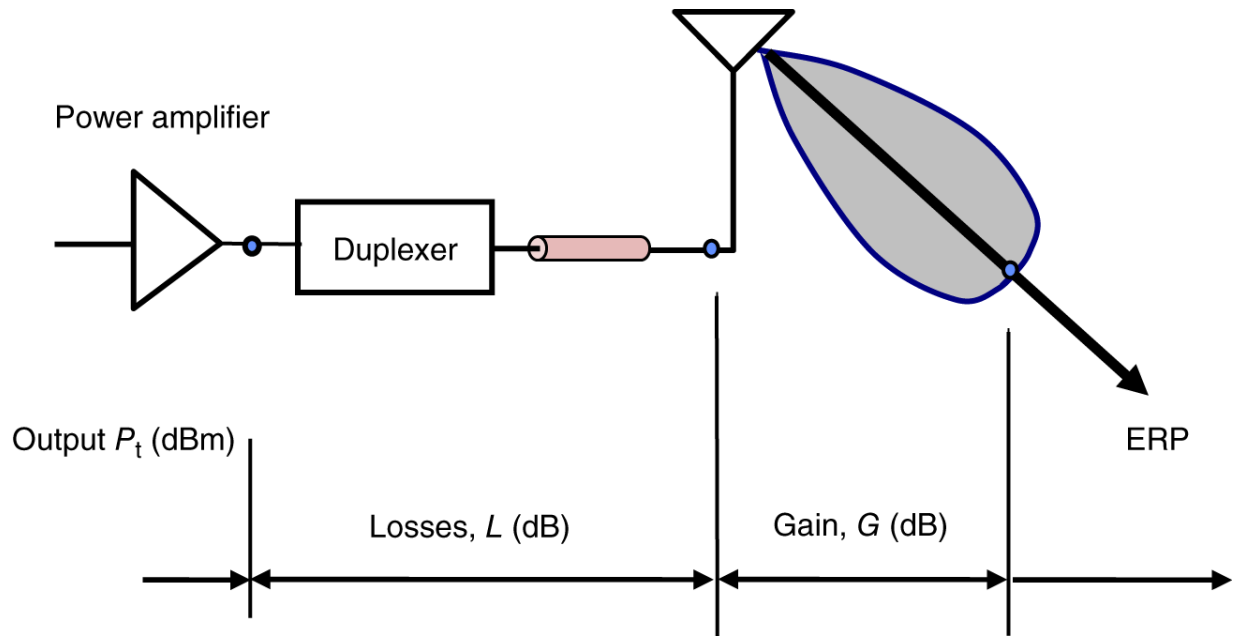 Power amplifier
Duplexer
Output Pt (dBm)
ERP
Losses, L (dB)
Gain, G (dB)